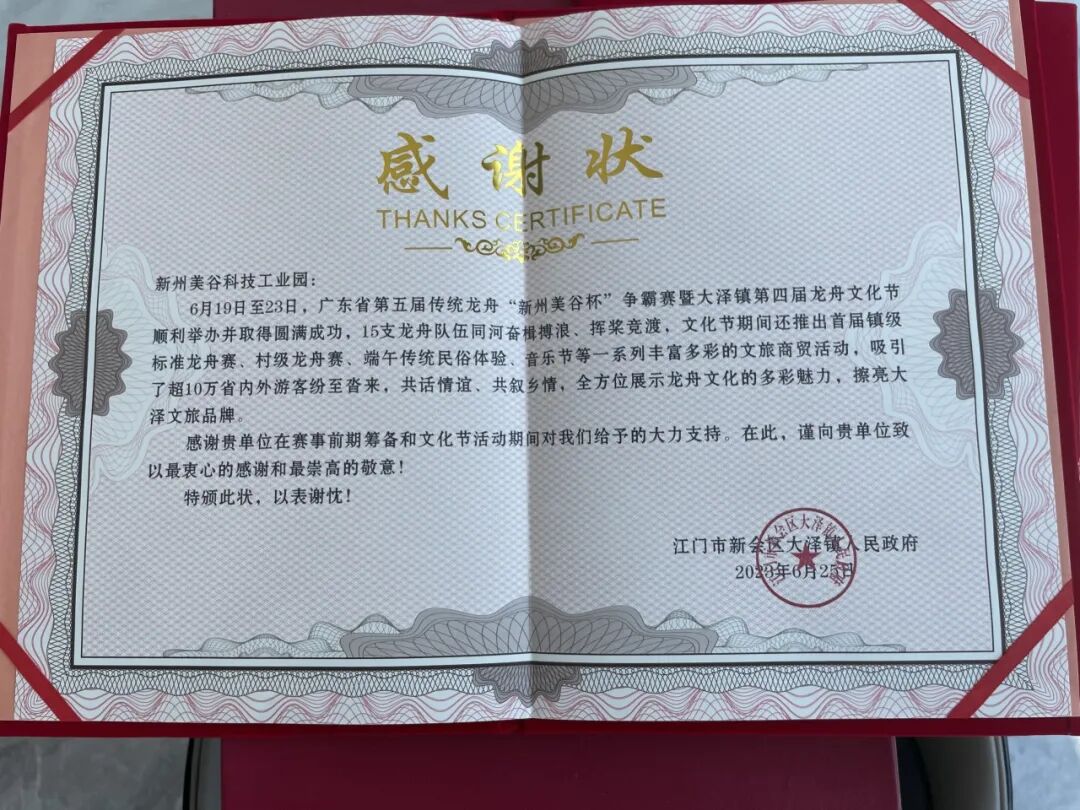 感谢状
THANKS CERTIFICATE
新州美谷科技工业园：
6月19日至23日，广东省第五届传统龙舟“新州美谷杯”争霸赛暨大泽镇第四届龙舟文化节
顺利举办并取得圆满成功，15支龙舟队伍同河奋楫搏浪、挥桨竞渡，文化节期间还推出首届镇级
标准龙舟赛、村级龙舟赛、端午传统民俗体验、音乐节等一系列丰富多彩的文旅商贸活动，吸引
了超10万省内外游客纷至沓来，共话情谊、共叙乡情，全方位展示龙舟文化的多彩魅力，擦亮大
泽文旅品牌。
感谢贵单位在赛事前期筹备和文化节活动期间对我们给予的大力支持。在此，谨向贵单位致
以最衷心的感谢和最崇高的敬意！
特颁此状，以表谢忱！
江门市新会区大泽镇人民政府
2023年6月25日